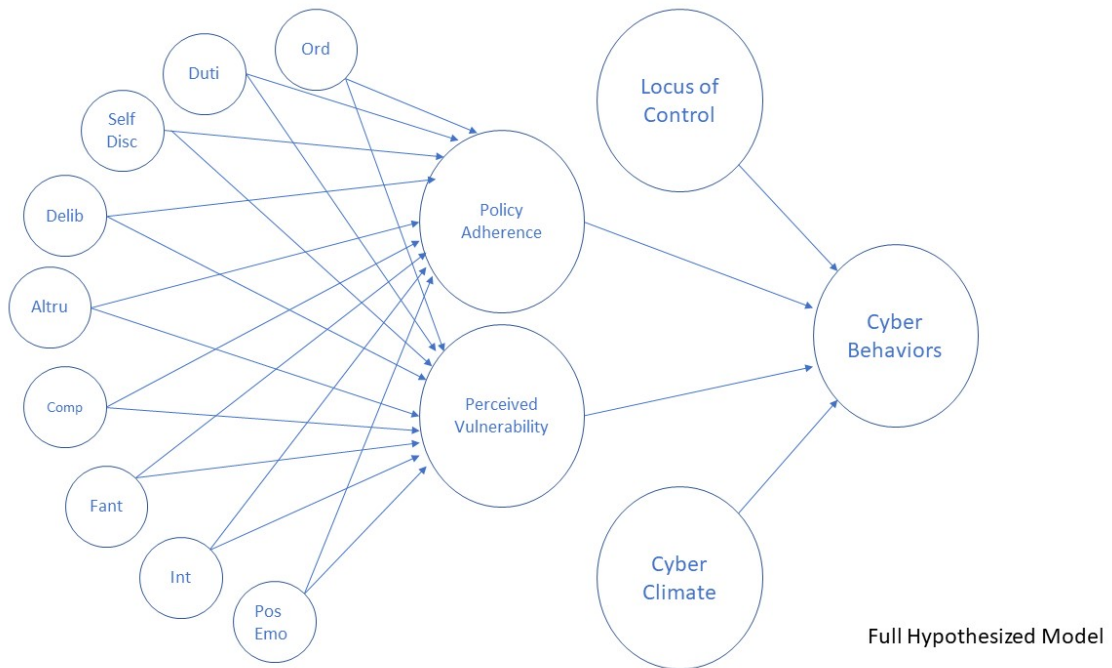 Ord
Duti
Self
Disc
Delib
Altru
Comp
Fant
Int
Pos
Emo
Policy
Adherence
Perceived
Vulnerability
Locus of
Control
Cyber
Climate
Cyber
Behaviors
Full Hypothesized Model